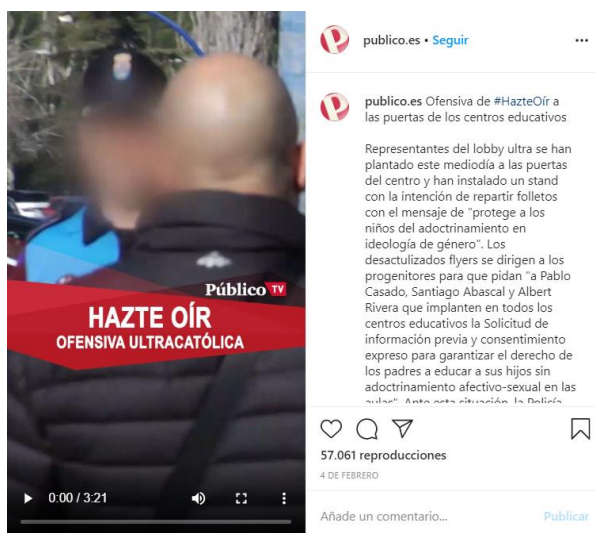 publico.es • Seguir
publico.es Ofensiva de #HazteOír a
las puertas de los centros educativos
Representantes del lobby ultra se han
plantado este mediodía a las puertas
del centro y han instalado un stand
con la intención de repartir folletos
con el mensaje de "protege a los
niños del adoctrinamiento en
ideología de género". Los
desactulizados flyers se dirigen a los
progenitores para que pidan "a Pablo
Casado, Santiago Abascal y Albert
Rivera que implanten en todos los
centros educativos la Solicitud de
información previa y consentimiento
expreso para garantizar el derecho de
los padres a educar a sus hijos sin
adoctrinamiento afectivo-sexual en las
aulas". Ante esta situación, la Policía
Público TV
HAZTE OÍR
OFENSIVA ULTRACATÓLICA
0:00 / 3:21
57.061 reproducciones
4 DE FEBRERO
Añade un comentario...
Publicar